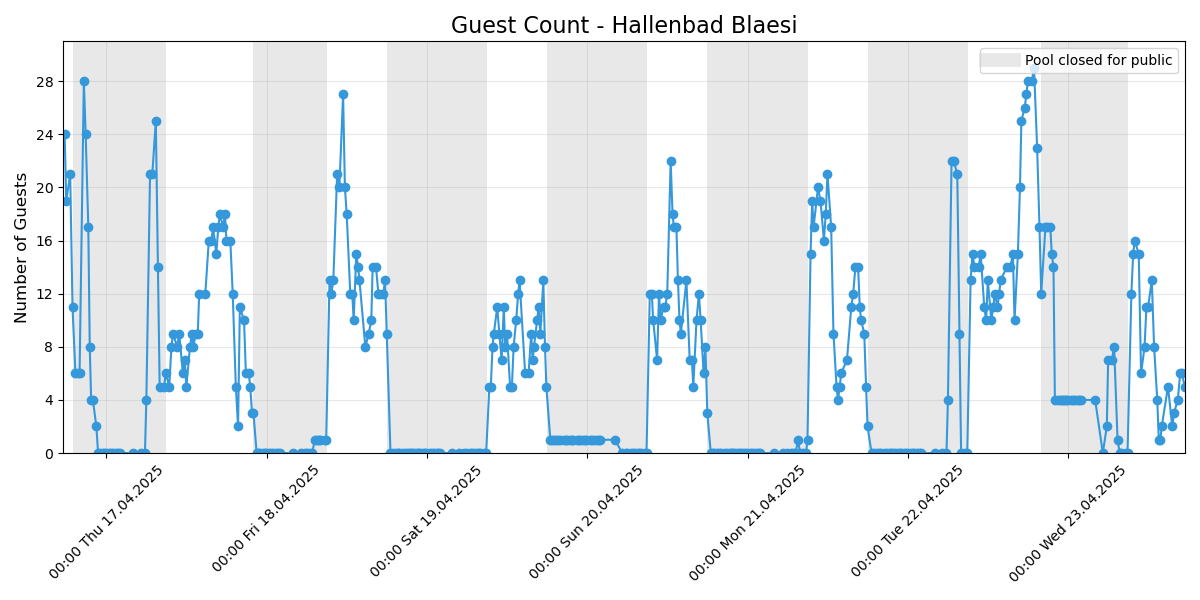 Guest Count - Hallenbad Blaesi
Pool closed for public
Number of Guests
28
24
20
16
12
8
4
0
00:00 Thu 17.04.2025
00:00 Fri 18.04.2025
00:00 Sat 19.04.2025
00:00 Sun 20.04.2025
00:00 Mon 21.04.2025
00:00 Tue 22.04.2025
00:00 Wed 23.04.2025